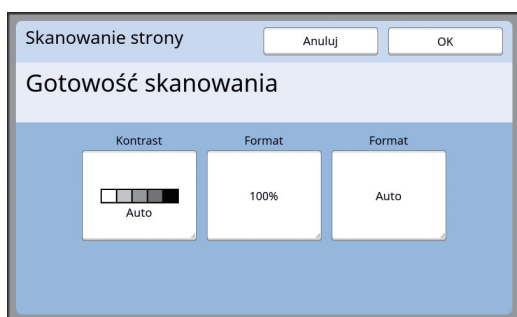 Skanowanie strony
Anuluj
OK
Gotowość skanowania
Kontrast
Format
Format
Auto
100%
Auto